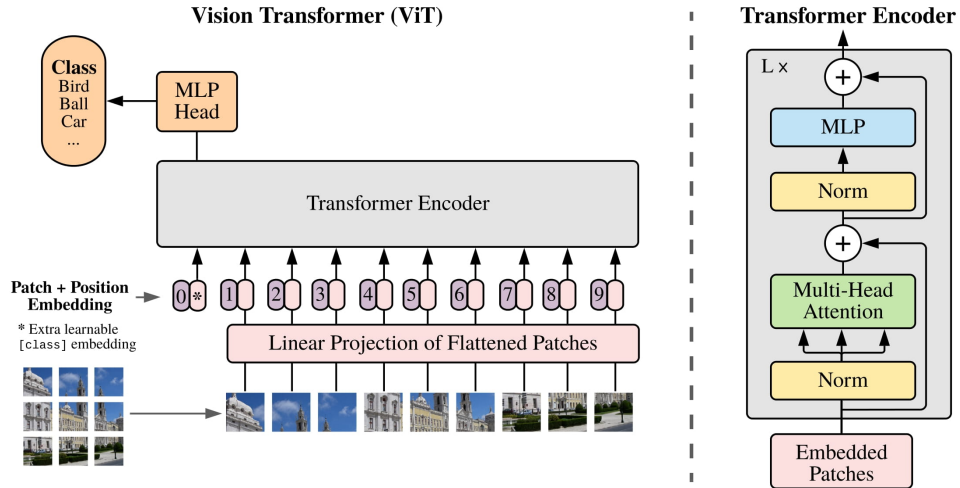 Vision Transformer (ViT)
Class
Bird
Ball
Car
...
MLP
Head
Transformer Encoder
Patch + Position
Embedding
0 * 1 2 3 4 5 6 7 8 9
* Extra learnable
[class] embedding
Linear Projection of Flattened Patches
Transformer Encoder
L x
+
MLP
Norm
+
Multi-Head
Attention
Norm
Embedded
Patches